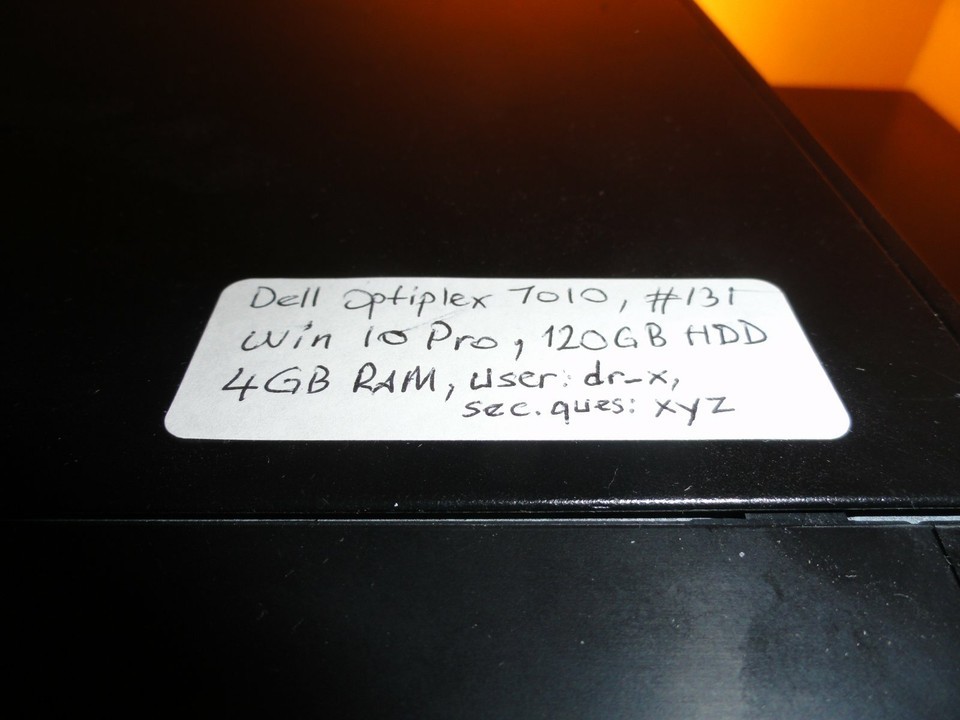 Dell Optiplex 7010, #131
Win 10 Pro, 120GB HDD
4GB RAM, user: dr-x,
sec. ques: xyz